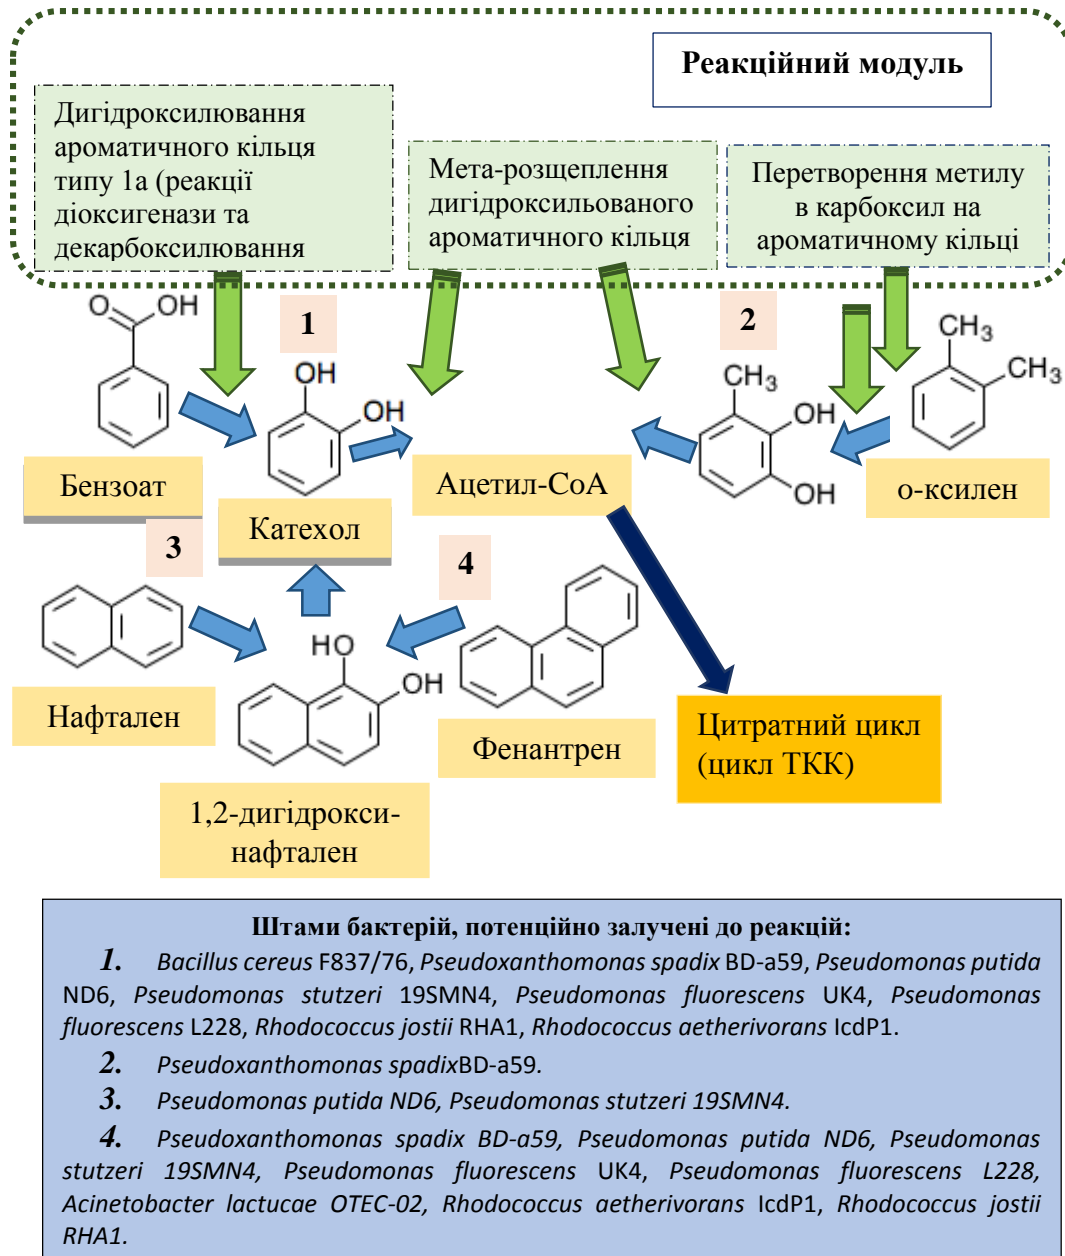 Реакційний модуль
Дигідроксилювання
ароматичного кільця
типу 1а (реакції
діоксигенази та
декарбоксилювання
Мета-розщеплення
дигідроксильованого
ароматичного кільця
Перетворення метилу
в карбоксил на
ароматичному кільці
O
OH
1
OH
OH
2
CH3
OH
OH
CH3
CH3
Бензоат
Катехол
Ацетил-СоА
о-ксилен
3
4
HO
OH
Нафтален
Фенантрен
1,2-дигідрокси-
нафтален
Цитратний цикл
(цикл ТКК)
Штами бактерій, потенційно залучені до реакцій:
1. Bacillus cereus F837/76, Pseudoxanthomonas spadix BD-a59, Pseudomonas putida
ND6, Pseudomonas stutzeri 19SMN4, Pseudomonas fluorescens UK4, Pseudomonas
fluorescens L228, Rhodococcus jostii RHA1, Rhodococcus aetherivorans IcdP1.
2. Pseudoxanthomonas spadixBD-a59.
3. Pseudomonas putida ND6, Pseudomonas stutzeri 19SMN4.
4. Pseudoxanthomonas spadix BD-a59, Pseudomonas putida ND6, Pseudomonas
stutzeri 19SMN4, Pseudomonas fluorescens UK4, Pseudomonas fluorescens L228,
Acinetobacter lactucae OTEC-02, Rhodococcus aetherivorans IcdP1, Rhodococcus jostii
RHA1.